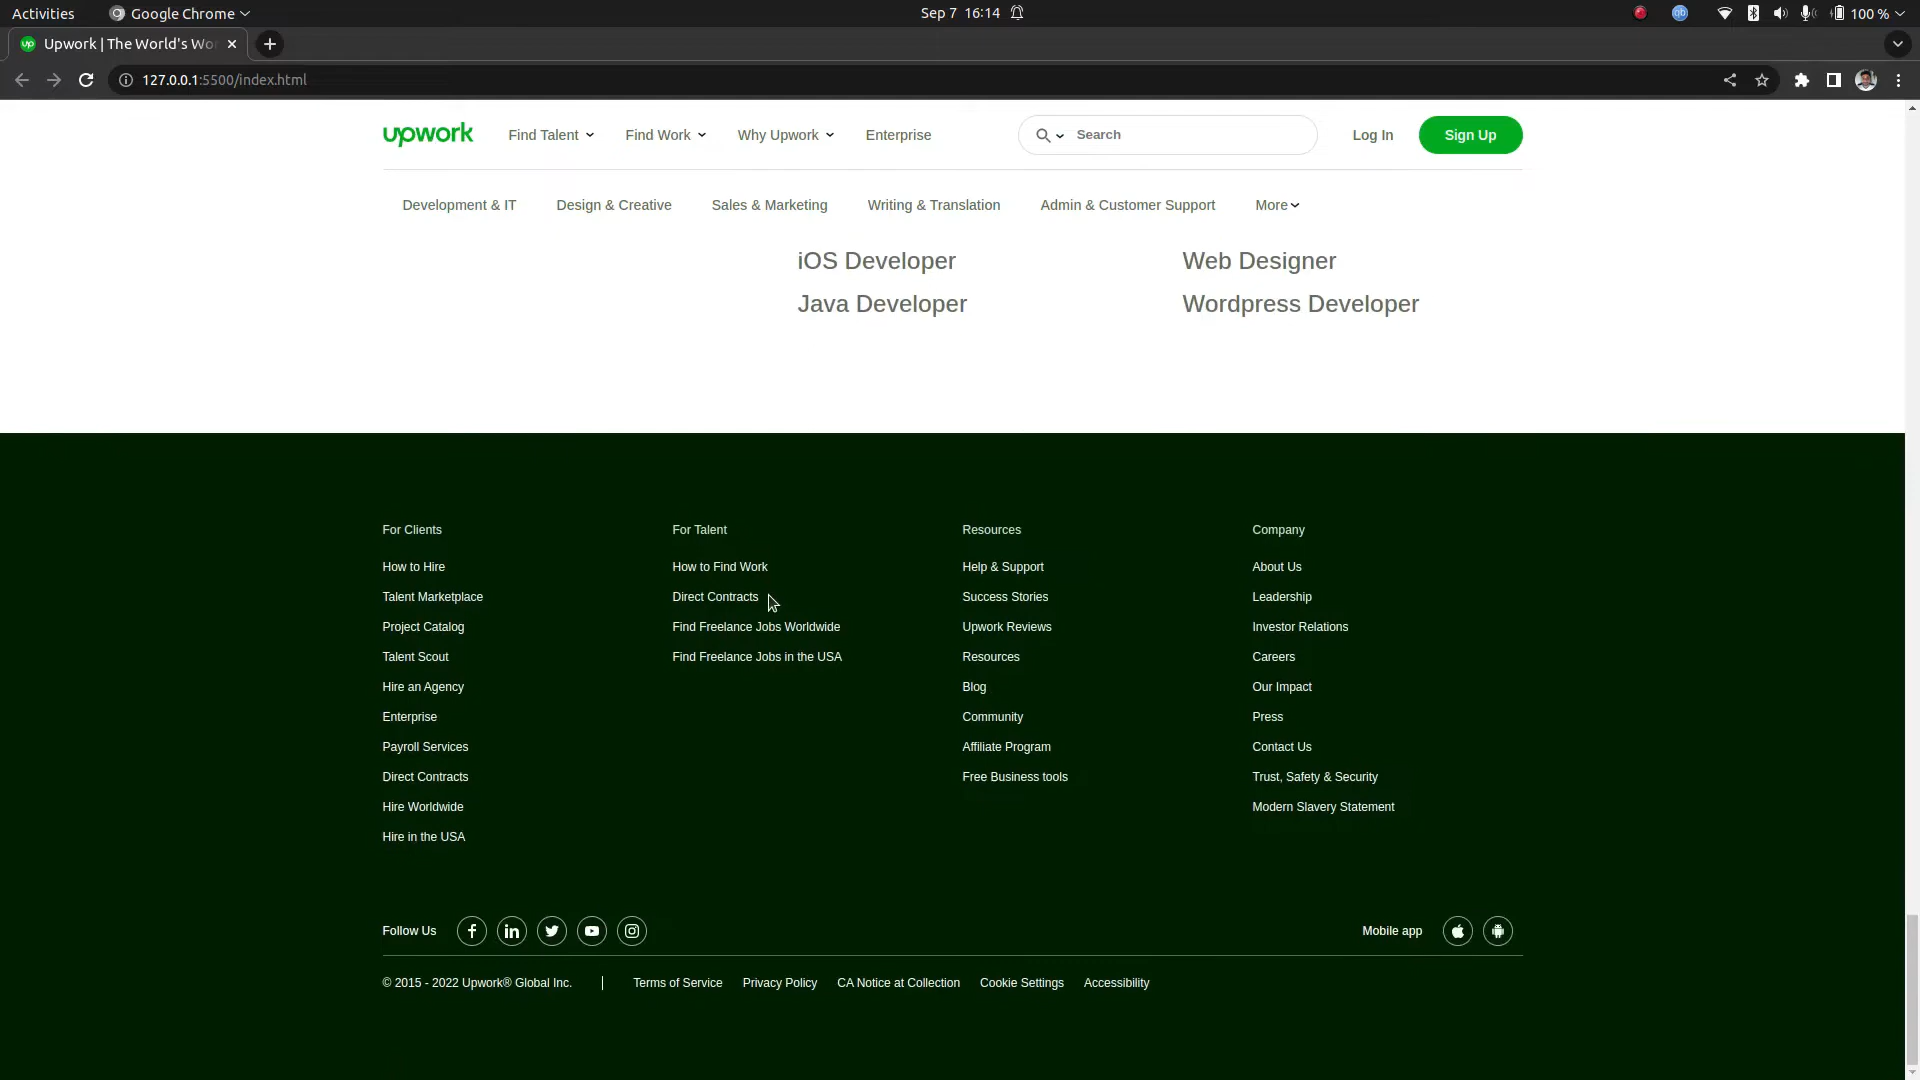 Activities Google Chrome Sep 7 16:14 100 %
Upwork | The World's Wo
127.0.0.1:5500/index.html
upwork Find Talent Find Work Why Upwork Enterprise Search Log In Sign Up
Development & IT Design & Creative Sales & Marketing Writing & Translation Admin & Customer Support More
iOS Developer Web Designer
Java Developer Wordpress Developer
For Clients
How to Hire
Talent Marketplace
Project Catalog
Talent Scout
Hire an Agency
Enterprise
Payroll Services
Direct Contracts
Hire Worldwide
Hire in the USA
For Talent
How to Find Work
Direct Contracts
Find Freelance Jobs Worldwide
Find Freelance Jobs in the USA
Resources
Help & Support
Success Stories
Upwork Reviews
Resources
Blog
Community
Affiliate Program
Free Business tools
Company
About Us
Leadership
Investor Relations
Careers
Our Impact
Press
Contact Us
Trust, Safety & Security
Modern Slavery Statement
Follow Us Mobile app
© 2015 - 2022 Upwork® Global Inc. | Terms of Service Privacy Policy CA Notice at Collection Cookie Settings Accessibility